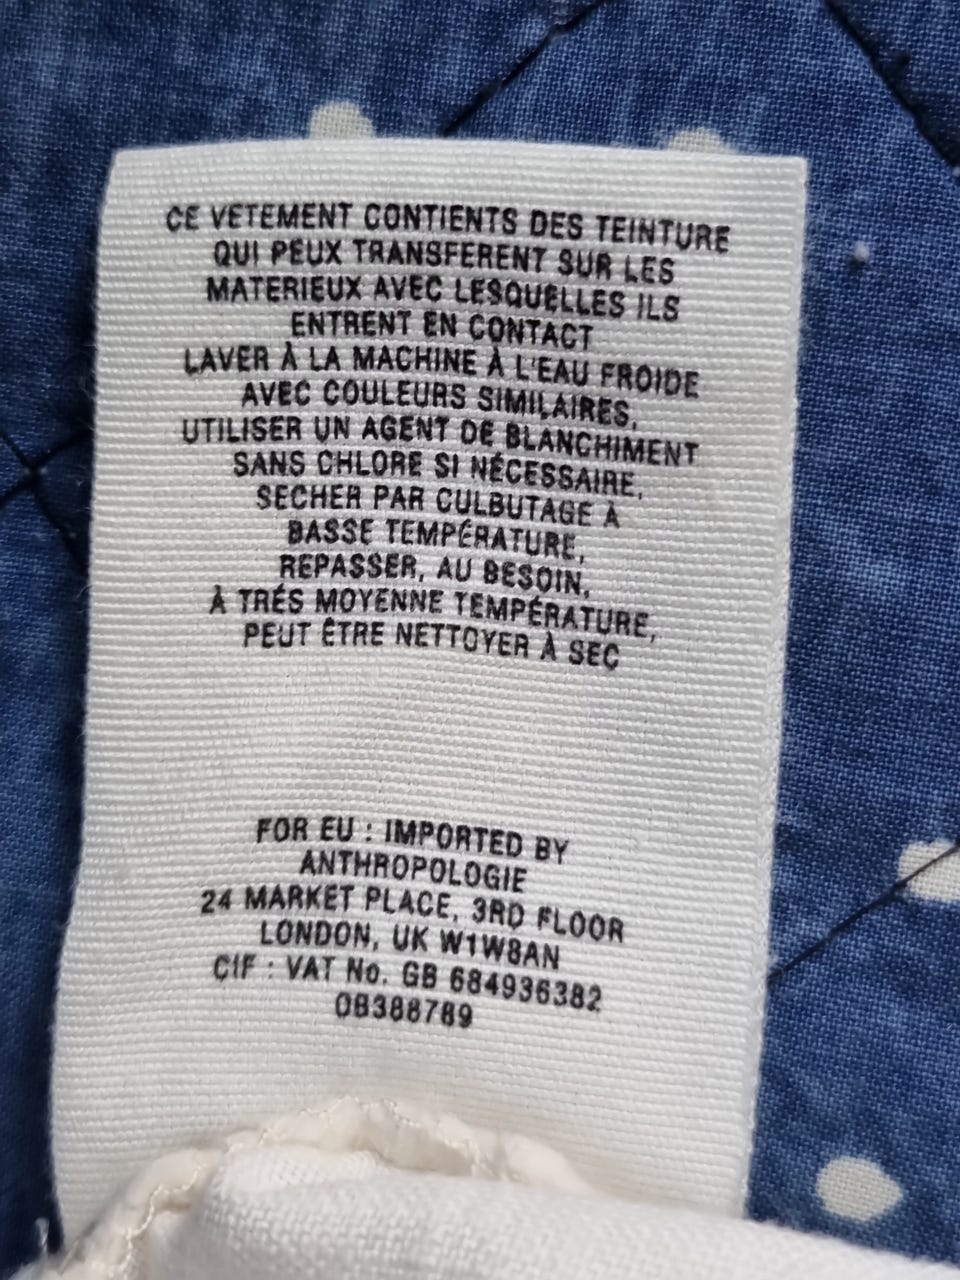 CE VETEMENT CONTIENTS DES TEINTURE
QUI PEUX TRANSFERENT SUR LES
MATERIEUX AVEC LESQUELLES ILS
ENTRENT EN CONTACT
LAVER À LA MACHINE À L'EAU FROIDE
AVEC COULEURS SIMILAIRES,
UTILISER UN AGENT DE BLANCHIMENT
SANS CHLORE SI NÉCESSAIRE,
SECHER PAR CULBUTAGE À
BASSE TEMPÉRATURE,
REPASSER, AU BESOIN,
À TRÉS MOYENNE TEMPÉRATURE,
PEUT ÊTRE NETTOYER À SEC
FOR EU : IMPORTED BY
ANTHROPOLOGIE
24 MARKET PLACE, 3RD FLOOR
LONDON, UK W1W8AN
CIF : VAT No. GB 684936382
OB388789